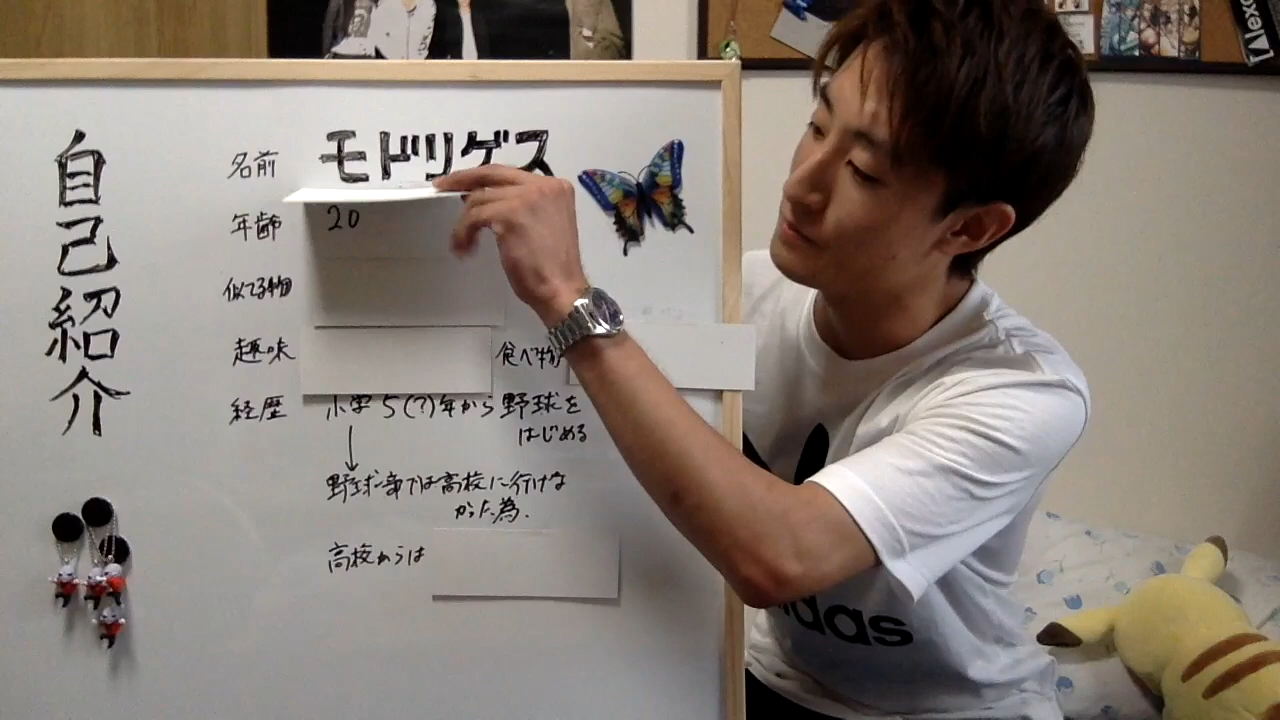 自己紹介
名前 モドリゲス
年齢 20
似てる物
趣味
食べ物
経歴 小学5(?)年から野球を
はじめる
↓
野球部では高校に行けな
かった為.
高校からは
adidas